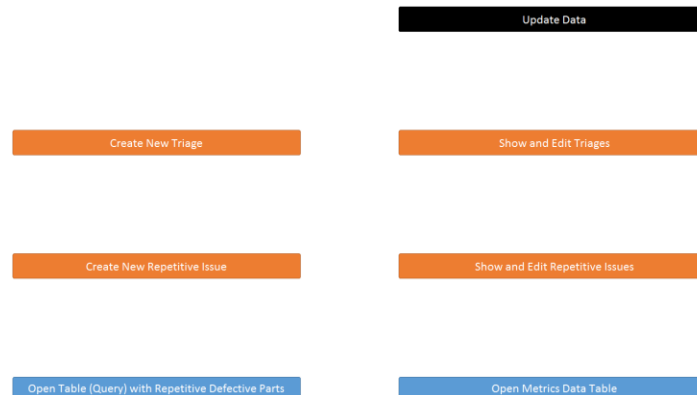 Update Data
Create New Triage
Show and Edit Triages
Create New Repetitive Issue
Show and Edit Repetitive Issues
Open Table (Query) with Repetitive Defective Parts
Open Metrics Data Table